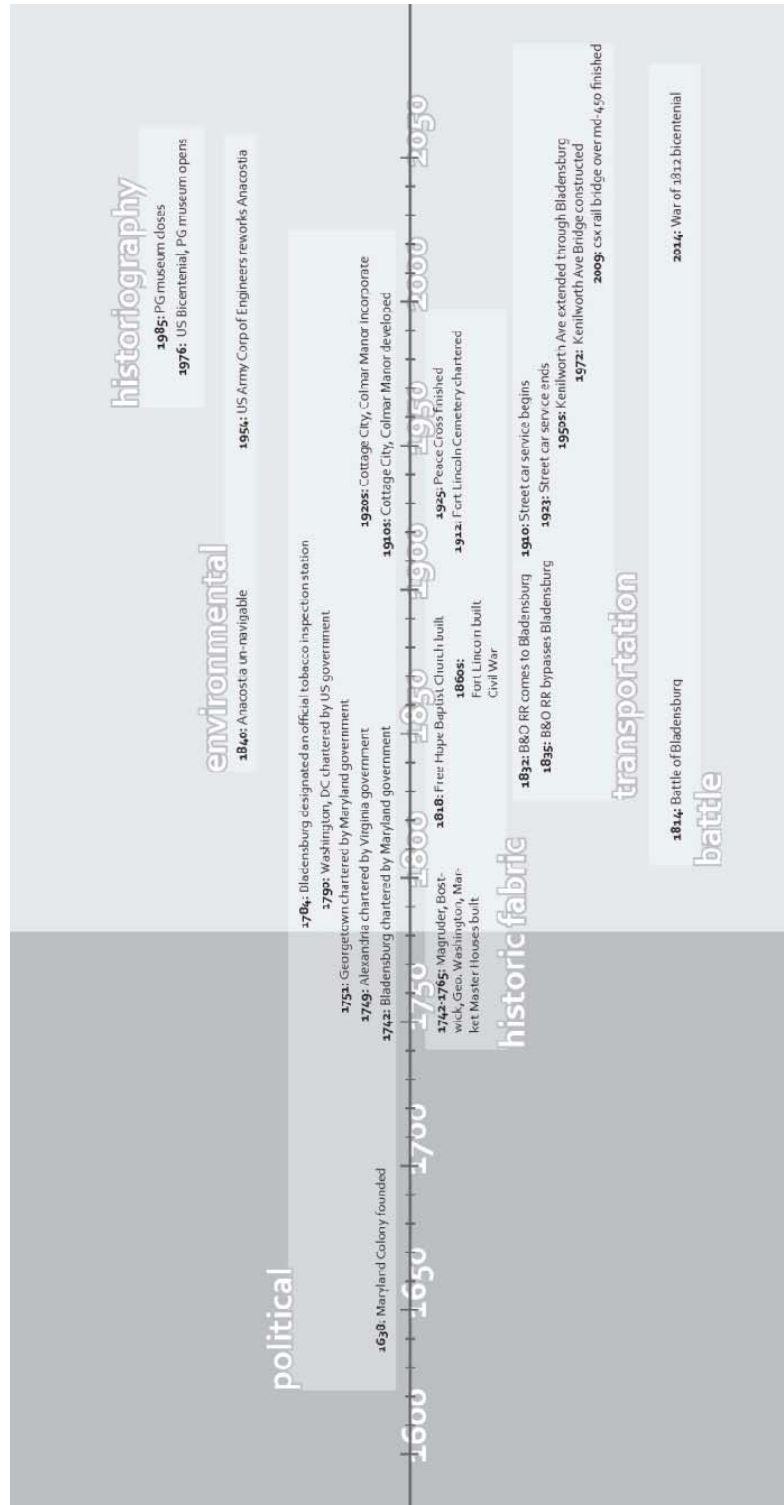 historiography
1985: PG museum closes
1976: US Bicentenial, PG museum opens
environmental
1954: US Army Corp of Engineers reworks Anacostia
1840: Anacostia un-navigable
political
1784: Bladensburg designated an official tobacco inspection station
1790: Washington, DC chartered by US government
1751: Georgetown chartered by Maryland government
1749: Alexandria chartered by Virginia government
1742: Bladensburg chartered by Maryland government
1638: Maryland Colony founded
1920s: Cottage City, Colmar Manor incorporate
1910s: Cottage City, Colmar Manor developed
1600
1650
1700
1750
1800
1850
1900
1950
2000
2050
historic fabric
1742-1765: Magruder, Bost-
wick, Geo. Washington, Mar-
ket Master Houses built
1818: Free Hope Baptist Church built
1860s:
Fort Lincoln built
Civil War
1925: Peace Cross finished
1912: Fort Lincoln Cemetery chartered
transportation
1832: B&O RR comes to Bladensburg
1835: B&O RR bypasses Bladensburg
1910: Street car service begins
1923: Street car service ends
1950s: Kenilworth Ave extended through Bladensburg
1972: Kenilworth Ave Bridge constructed
2009: csx rail bridge over md-450 finished
battle
1814: Battle of Bladensburg
2014: War of 1812 bicentenial